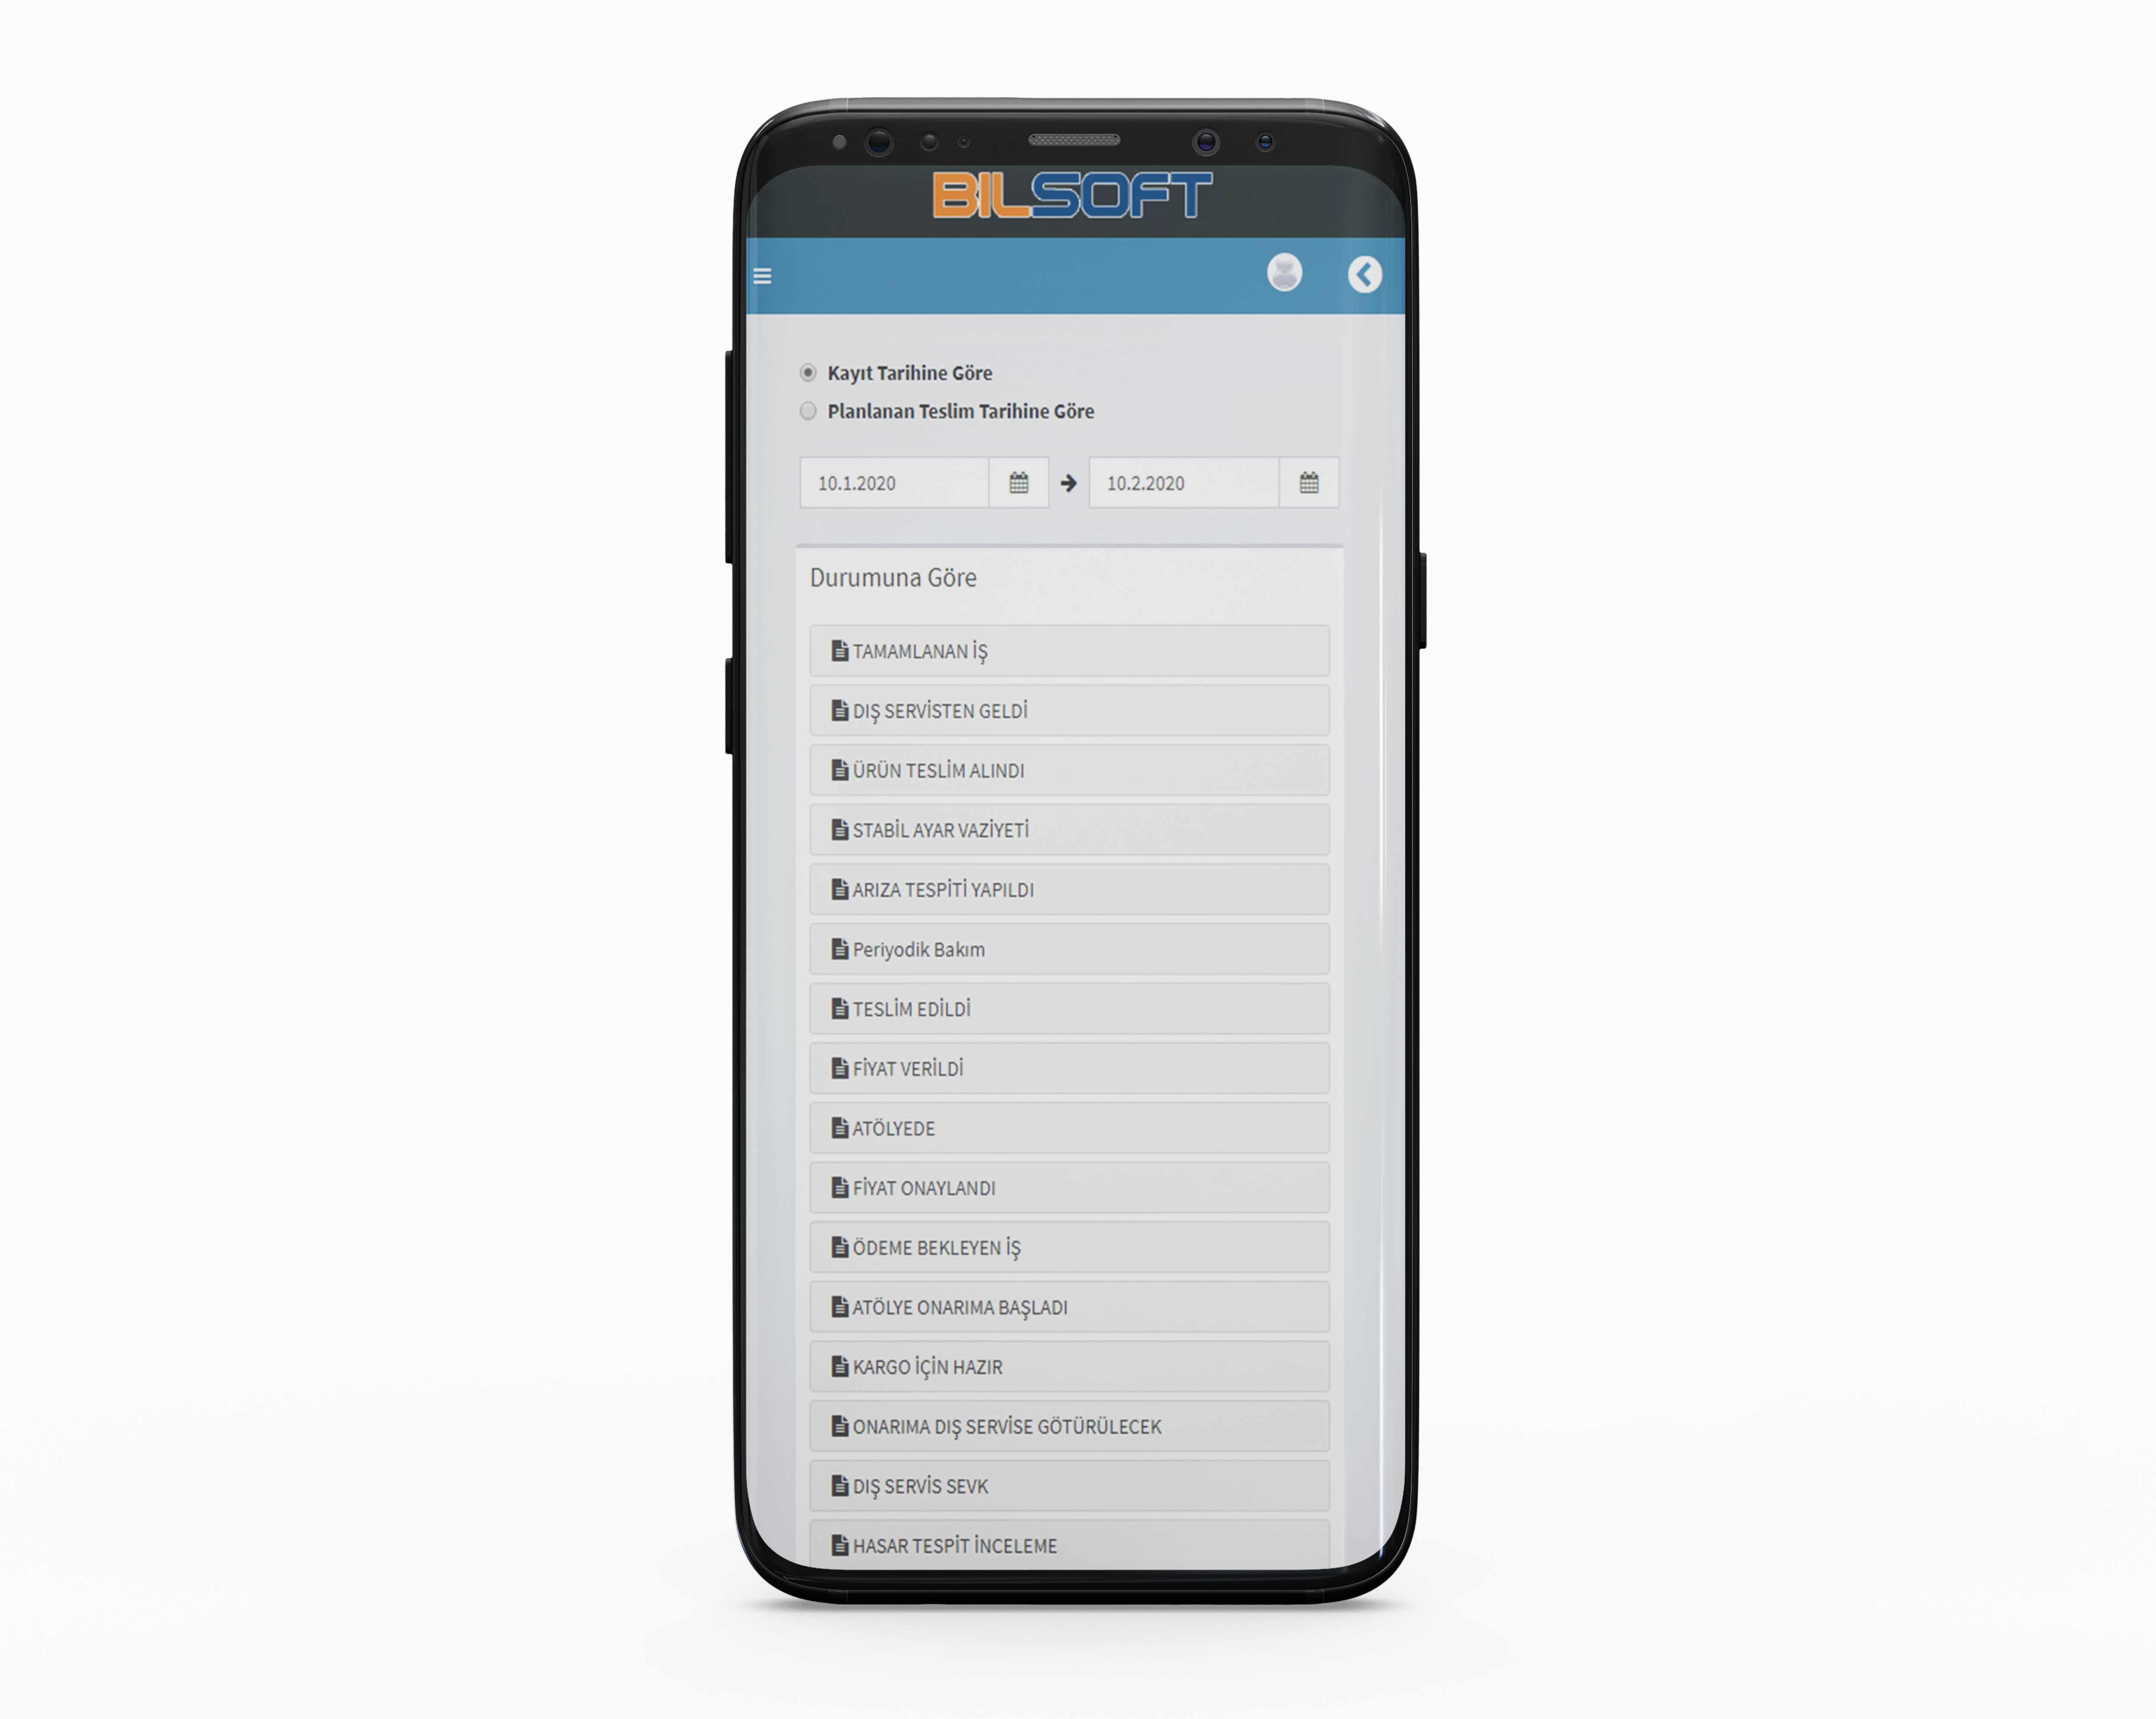 BILSOFT
Kayıt Tarihine Göre
Planlanan Teslim Tarihine Göre
10.1.2020
10.2.2020
Durumuna Göre
TAMAMLANAN İŞ
DIŞ SERVİSTEN GELDİ
ÜRÜN TESLİM ALINDI
STABİL AYAR VAZİYETİ
ARIZA TESPİTİ YAPILDI
Periyodik Bakım
TESLİM EDİLDİ
FİYAT VERİLDİ
ATÖLYEDE
FİYAT ONAYLANDI
ÖDEME BEKLEYEN İŞ
ATÖLYE ONARIMA BAŞLADI
KARGO İÇİN HAZIR
ONARIMA DIŞ SERVİSE GÖTÜRÜLECEK
DIŞ SERVİS SEVK
HASAR TESPİT İNCELEME